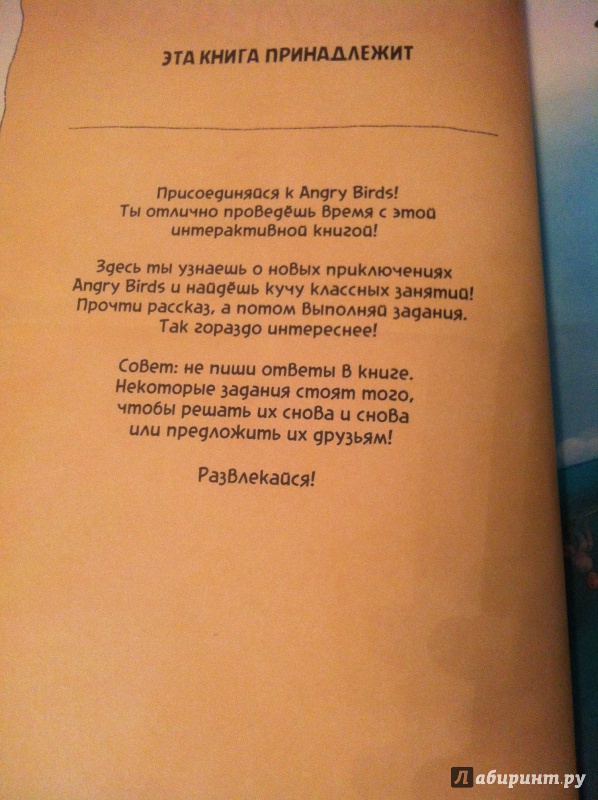 ЭТА КНИГА ПРИНАДЛЕЖИТ
Присоединяйся к Angry Birds!
Ты отлично проведёшь время с этой
интерактивной книгой!
Здесь ты узнаешь о новых приключениях
Angry Birds и найдёшь кучу классных занятий!
Прочти рассказ, а потом выполняй задания.
Так гораздо интереснее!
Совет: не пиши ответы в книге.
Некоторые задания стоят того,
чтобы решать их снова и снова
или предложить их друзьям!
Развлекайся!
Лабиринт.ру